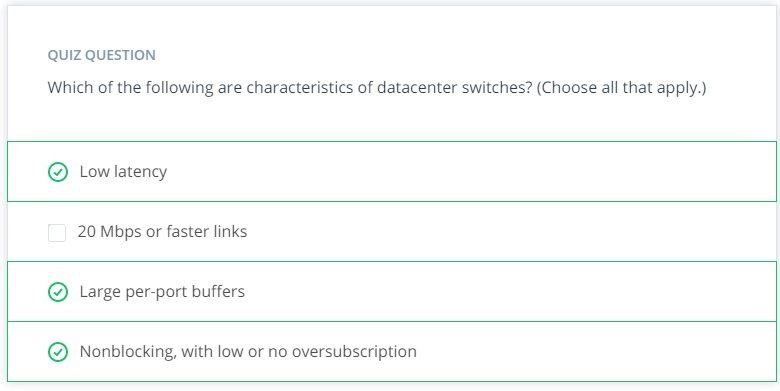 QUIZ QUESTION
Which of the following are characteristics of datacenter switches? (Choose all that apply.)
Low latency
20 Mbps or faster links
Large per-port buffers
Nonblocking, with low or no oversubscription